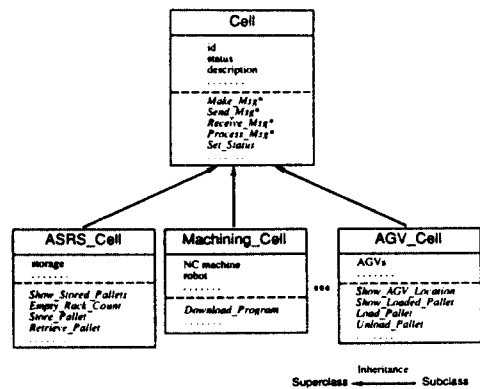 Cell
id
status
description
.......
Make_Msg*
Send_Msg*
Receive_Msg*
Process_Msg*
Set_Status
.......
ASRS_Cell
storage
.......
Show_Stored_Pallets
Empty_Rack_Count
Store_Pallet
Retrieve_Pallet
.......
Machining_Cell
NC machine
robot
.......
Download_Program
.......
...
AGV_Cell
AGVs
.......
Show_AGV_Location
Show_Loaded_Pallet
Load_Pallet
Unload_Pallet
.......
Inheritance
Superclass Subclass